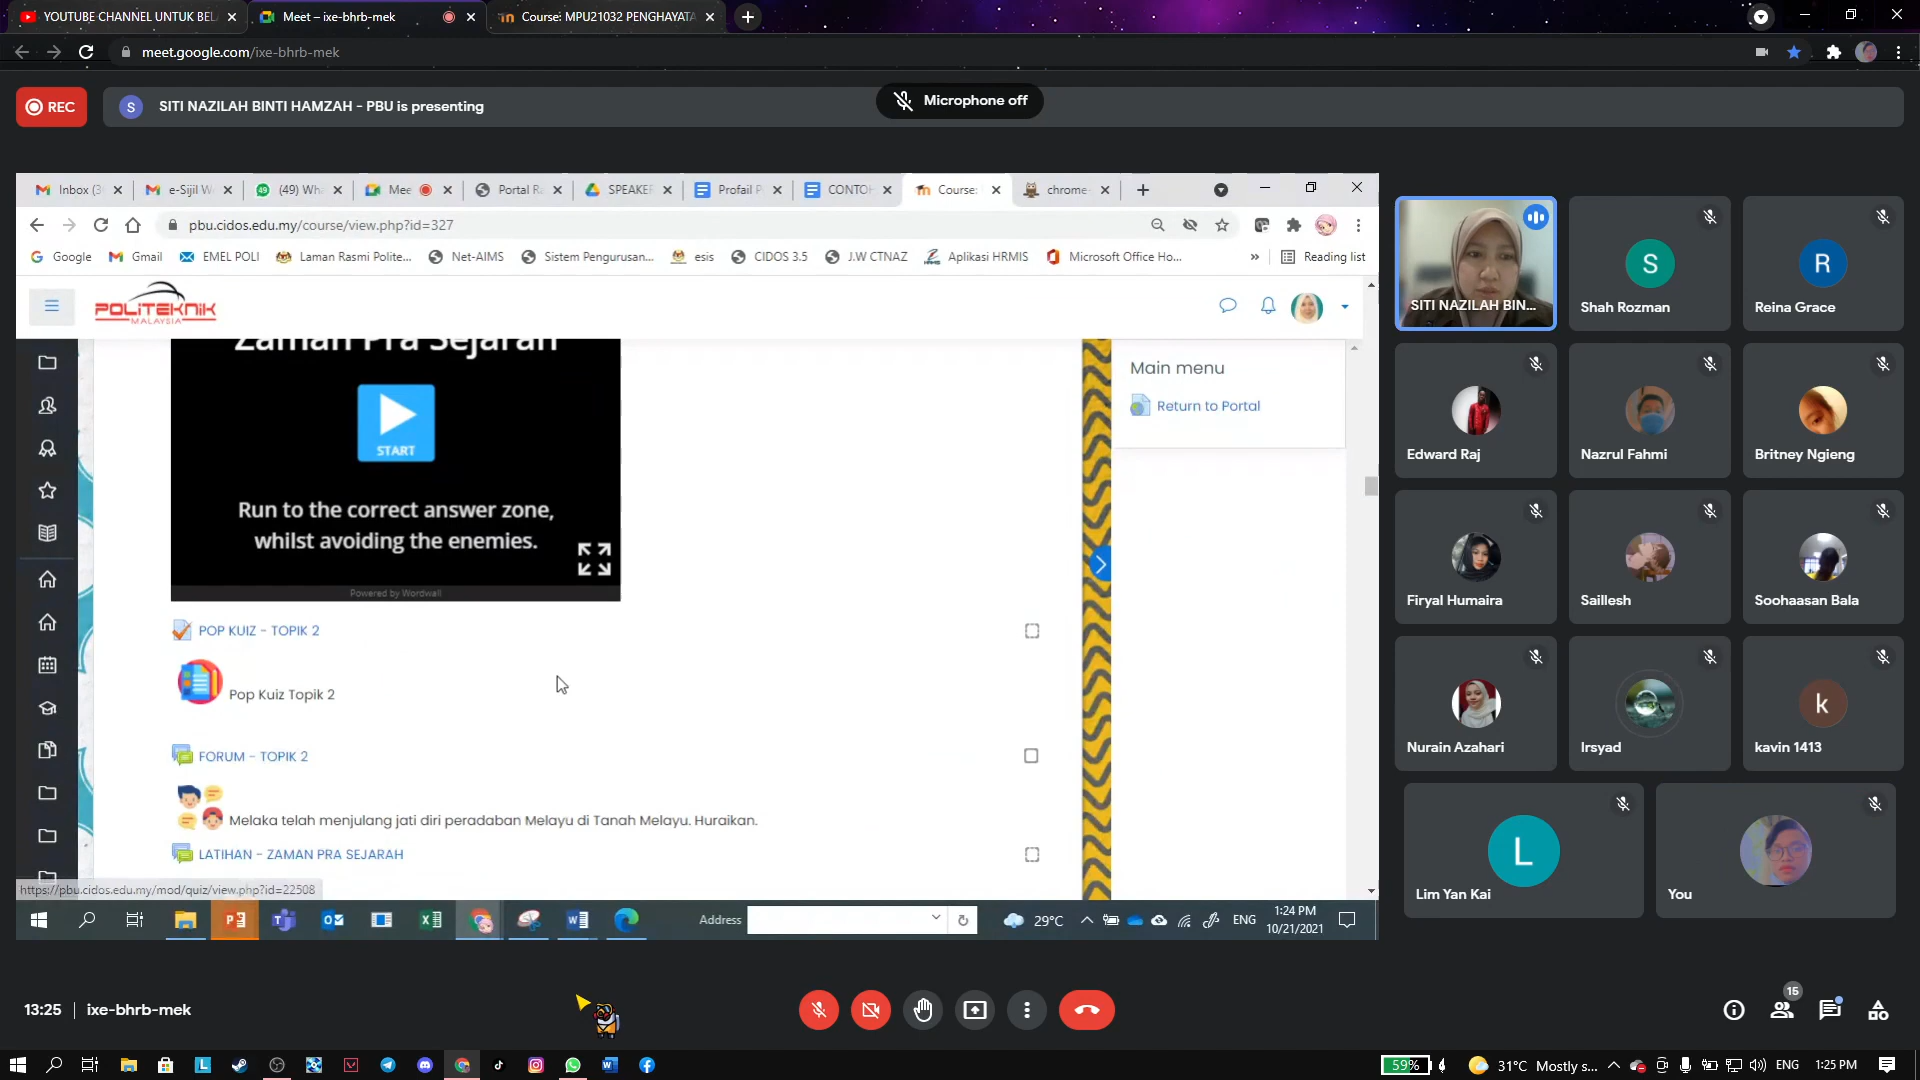 YOUTUBE CHANNEL UNTUK BEL
Meet – ixe-bhrb-mek
Course: MPU21032 PENGHAYATA
meet.google.com/ixe-bhrb-mek
REC
S
SITI NAZILAH BINTI HAMZAH - PBU is presenting
Microphone off
Inbox (3
e-Sijil W
(49) Wh
Mee
Portal R
SPEAKER
Profail P
CONTOH
Course:
chrome
pbu.cidos.edu.my/course/view.php?id=327
Google
Gmail
EMEL POLI
Laman Rasmi Polite...
Net-AIMS
Sistem Pengurusan...
esis
CIDOS 3.5
J.W CTNAZ
Aplikasi HRMIS
Microsoft Office Ho...
»
Reading list
POLITEKNIK
MALAYSIA
Zaman Pra Sejarah
START
Run to the correct answer zone,
whilst avoiding the enemies.
Powered by Wordwall
Main menu
Return to Portal
POP KUIZ - TOPIK 2
Pop Kuiz Topik 2
FORUM - TOPIK 2
Melaka telah menjulang jati diri peradaban Melayu di Tanah Melayu. Huraikan.
LATIHAN - ZAMAN PRA SEJARAH
https://pbu.cidos.edu.my/mod/quiz/view.php?id=22508
Address
29°C
ENG
1:24 PM
10/21/2021
SITI NAZILAH BIN...
S
Shah Rozman
R
Reina Grace
Edward Raj
Nazrul Fahmi
Britney Ngieng
Firyal Humaira
Saillesh
Soohaasan Bala
Nurain Azahari
Irsyad
k
kavin 1413
L
Lim Yan Kai
You
13:25
ixe-bhrb-mek
15
59%
31°C Mostly s...
ENG
1:25 PM